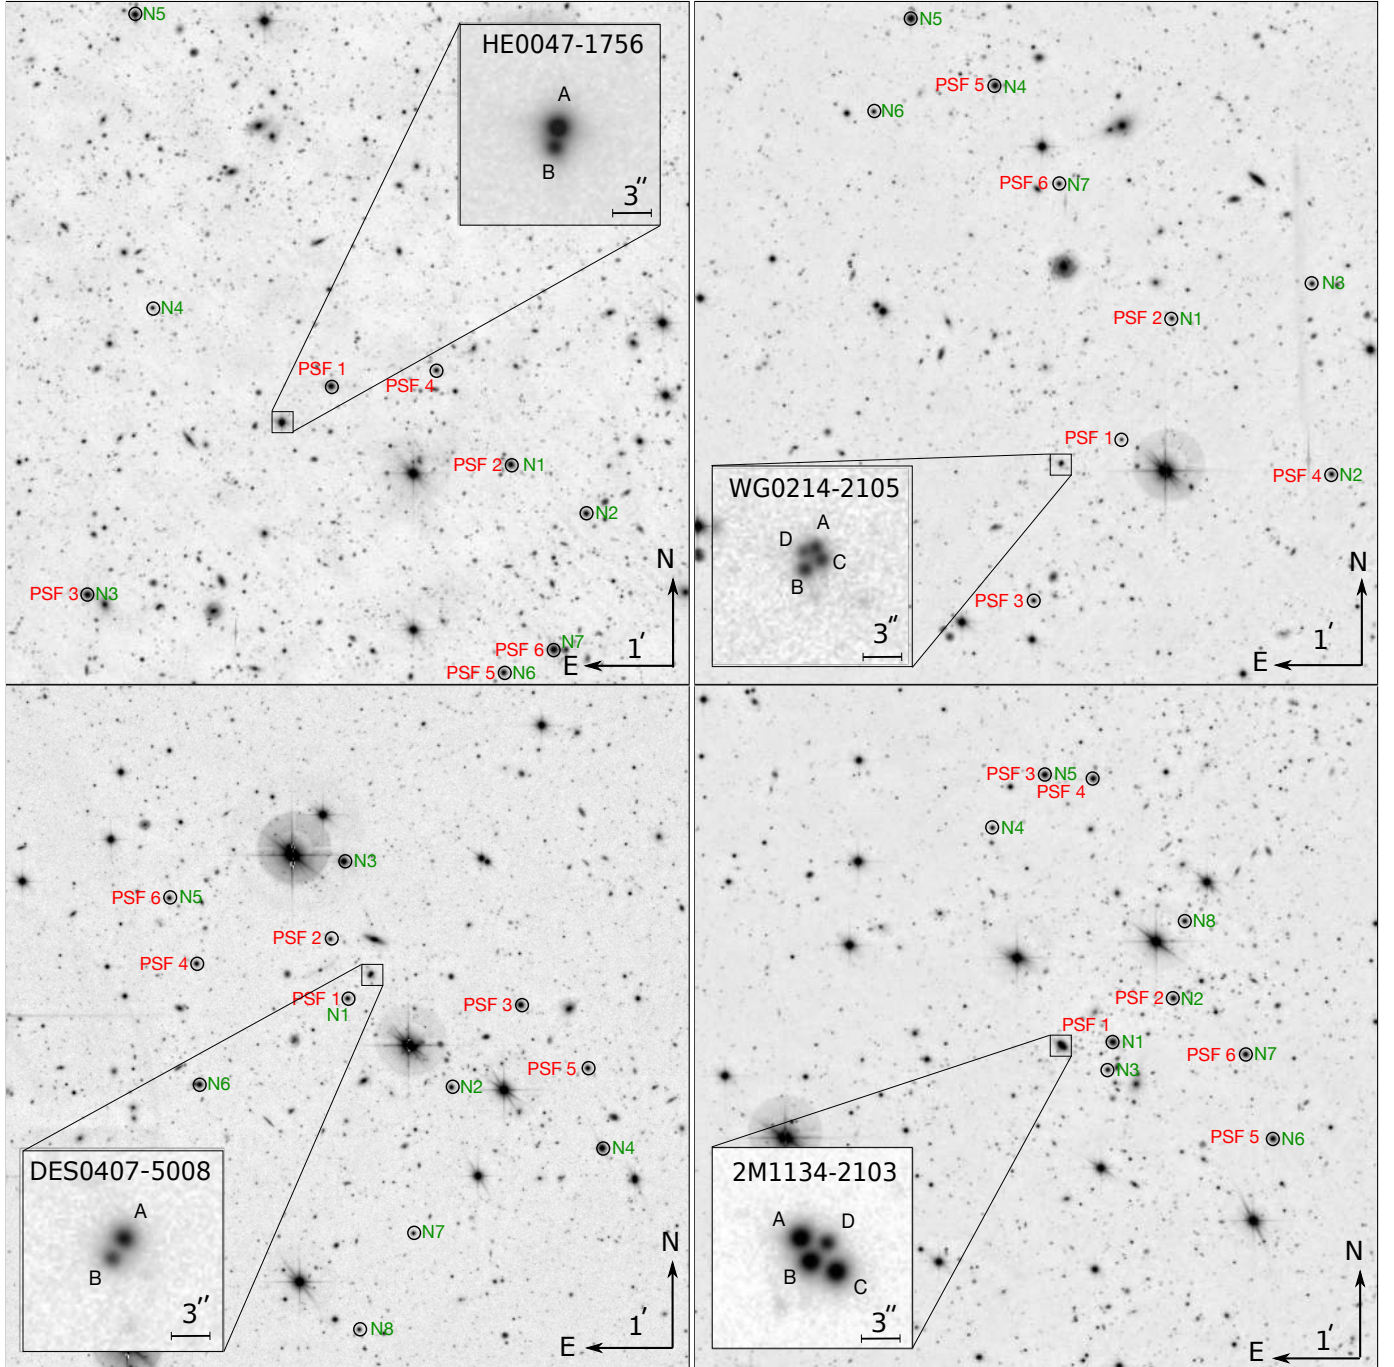 N5
HE0047-1756
A
B
3"
N4
PSF 1
PSF 4
PSF 2 N1
N2
PSF 3 N3
N7
PSF 6
PSF 5 N6
N
1'
E
N5
PSF 5 N4
N6
PSF 6 N7
N3
PSF 2 N1
PSF 1
PSF 4 N2
WG0214-2105
A
D
C
B
3"
PSF 3
N
1'
E
N3
PSF 6 N5
PSF 2
PSF 4
PSF 1
N1
PSF 3
PSF 5
N6
N2
N4
DES0407-5008
A
B
3"
N7
N8
N
1'
E
PSF 3 N5
PSF 4
N4
N8
PSF 2 N2
PSF 1
N1
PSF 6 N7
N3
PSF 5 N6
2M1134-2103
A
D
B
C
3"
N
1'
E